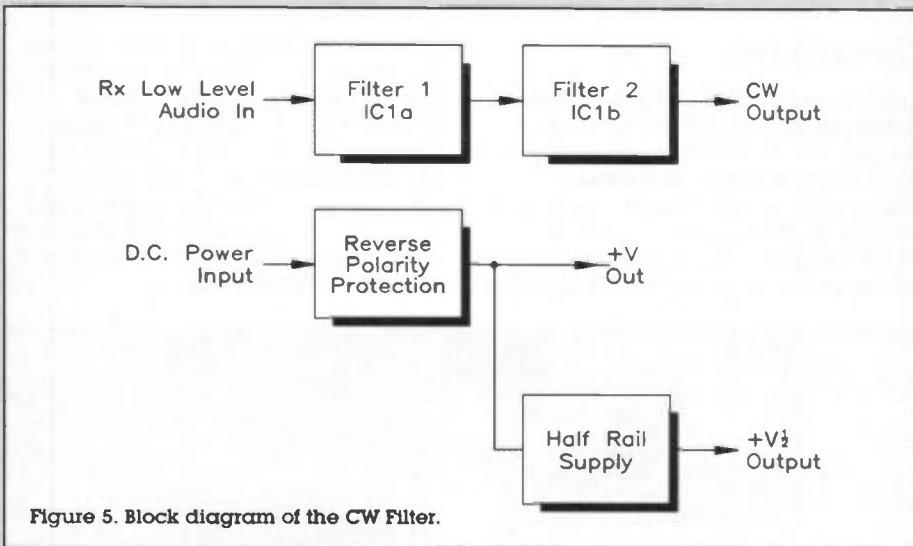 Rx Low Level
Audio In
Filter 1
IC1a
Filter 2
IC1b
CW
Output
D.C. Power
Input
Reverse
Polarity
Protection
+V
Out
Half Rail
Supply
+V½
Output
Figure 5. Block diagram of the CW Filter.